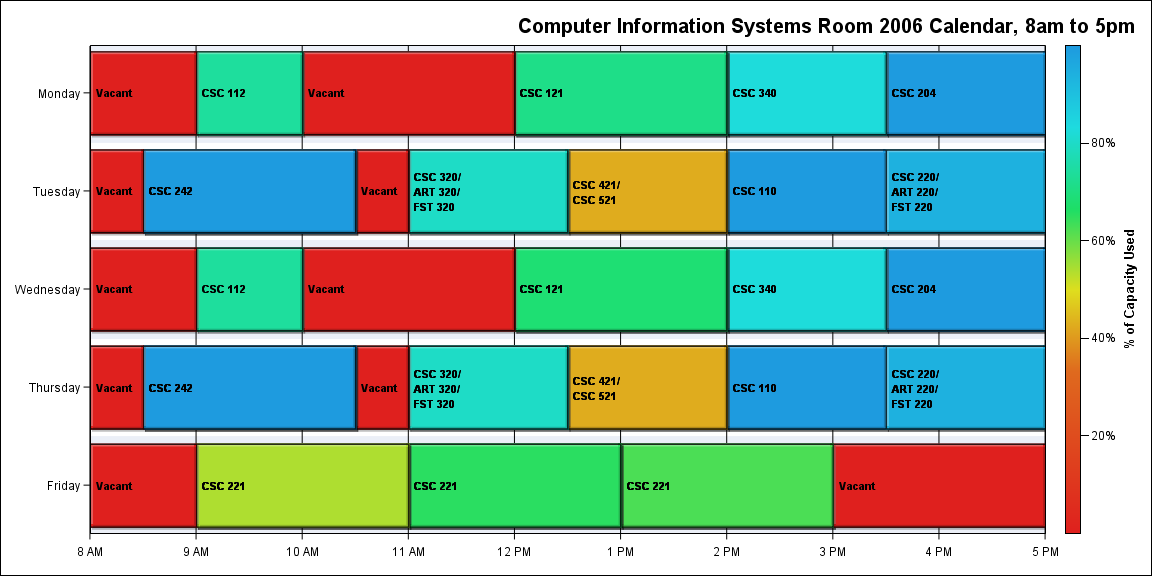 Computer Information Systems Room 2006 Calendar, 8am to 5pm
Monday
Vacant
CSC 112
Vacant
CSC 121
CSC 340
CSC 204
Tuesday
Vacant
CSC 242
Vacant
CSC 320/
ART 320/
FST 320
CSC 421/
CSC 521
CSC 110
CSC 220/
ART 220/
FST 220
Wednesday
Vacant
CSC 112
Vacant
CSC 121
CSC 340
CSC 204
Thursday
Vacant
CSC 242
Vacant
CSC 320/
ART 320/
FST 320
CSC 421/
CSC 521
CSC 110
CSC 220/
ART 220/
FST 220
Friday
Vacant
CSC 221
CSC 221
CSC 221
Vacant
8 AM
9 AM
10 AM
11 AM
12 PM
1 PM
2 PM
3 PM
4 PM
5 PM
80%
60%
40%
20%
% of Capacity Used